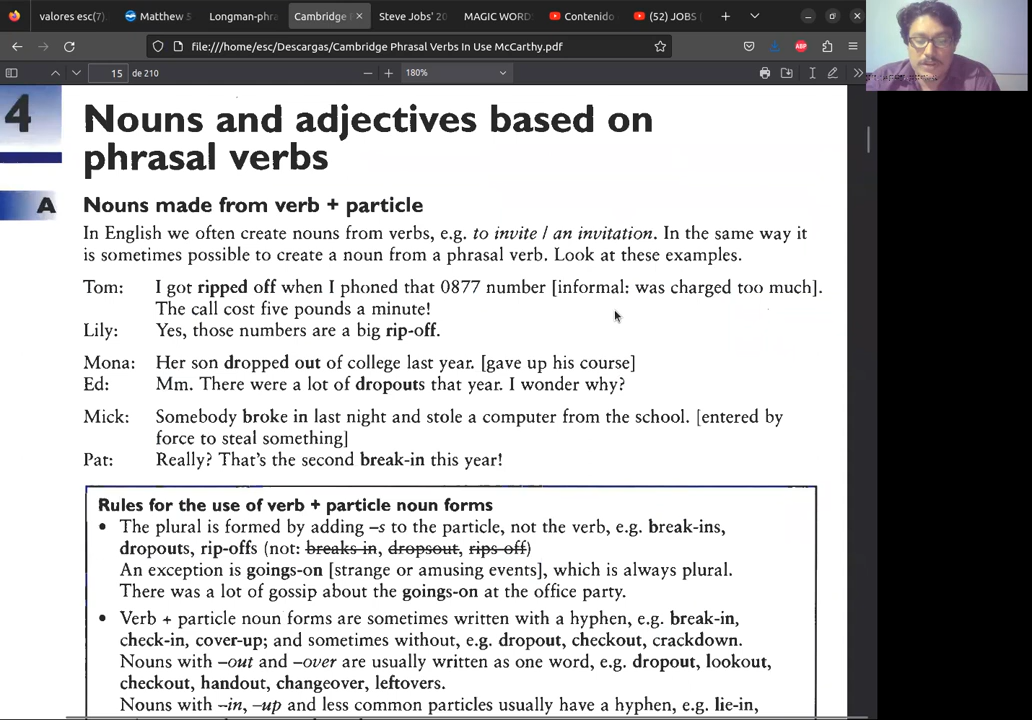 valores esc(7)
Matthew 5
Longman-phra
Cambridge
Steve Jobs' 20
MAGIC WORD
Contenido
(52) JOBS
file:///home/esc/Descargas/Cambridge Phrasal Verbs In Use McCarthy.pdf
ABP
15 de 210
180%
4
Nouns and adjectives based on
phrasal verbs
A
Nouns made from verb + particle
In English we often create nouns from verbs, e.g. to invite / an invitation. In the same way it
is sometimes possible to create a noun from a phrasal verb. Look at these examples.
Tom: I got ripped off when I phoned that 0877 number [informal: was charged too much].
The call cost five pounds a minute!
Lily: Yes, those numbers are a big rip-off.
Mona: Her son dropped out of college last year. [gave up his course]
Ed: Mm. There were a lot of dropouts that year. I wonder why?
Mick: Somebody broke in last night and stole a computer from the school. [entered by
force to steal something]
Pat: Really? That's the second break-in this year!
Rules for the use of verb + particle noun forms
• The plural is formed by adding –s to the particle, not the verb, e.g. break-ins,
dropouts, rip-offs (not: breaks in, dropsout, rips off)
An exception is goings-on [strange or amusing events], which is always plural.
There was a lot of gossip about the goings-on at the office party.
• Verb + particle noun forms are sometimes written with a hyphen, e.g. break-in,
check-in, cover-up; and sometimes without, e.g. dropout, checkout, crackdown.
Nouns with –out and –over are usually written as one word, e.g. dropout, lookout,
checkout, handout, changeover, leftovers.
Nouns with –in, –up and less common particles usually have a hyphen, e.g. lie-in,